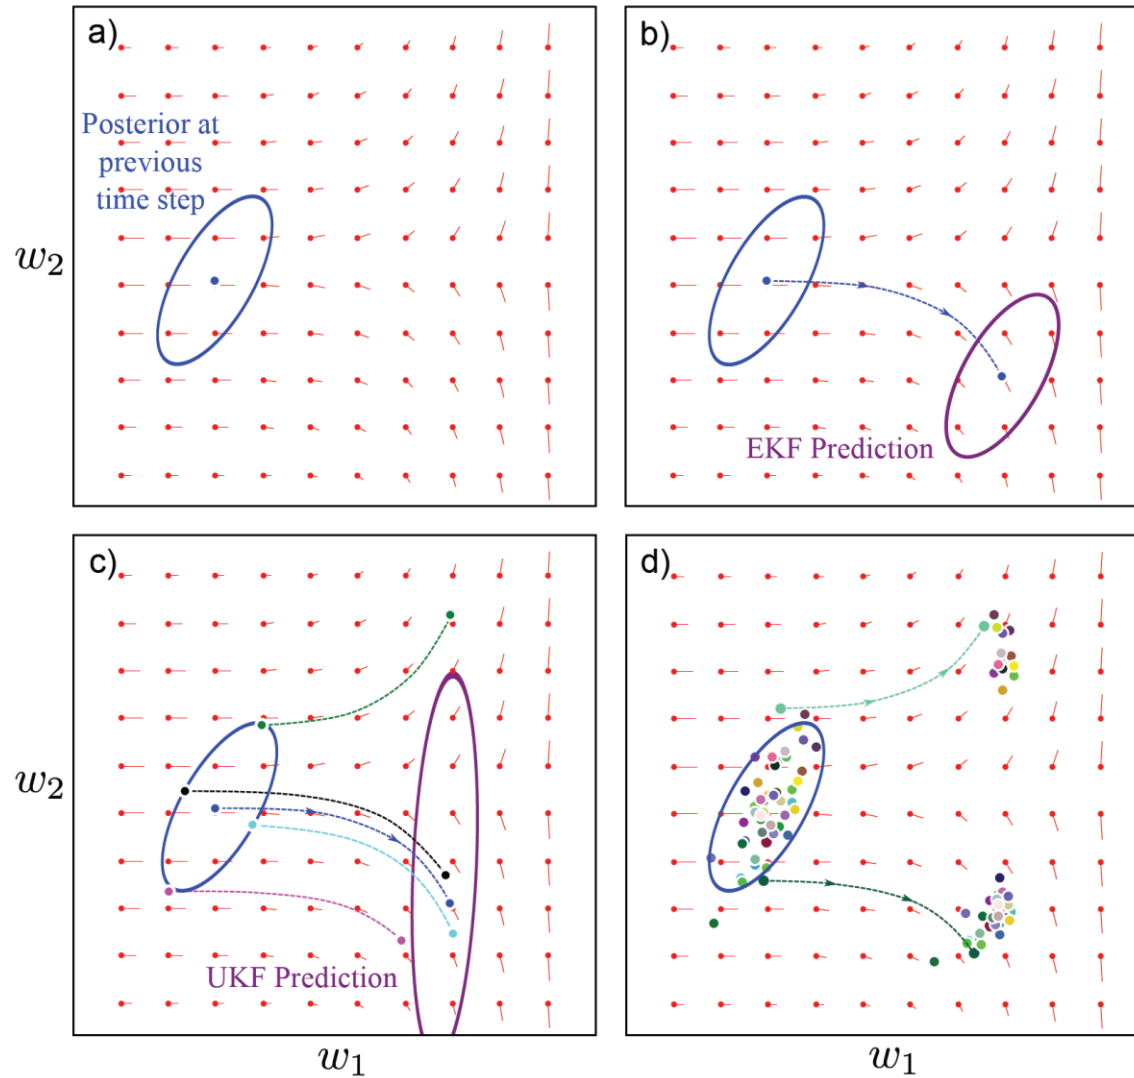 a)
Posterior at
previous
time step
w2
b)
EKF Prediction
c)
UKF Prediction
w2
w1
d)
w1